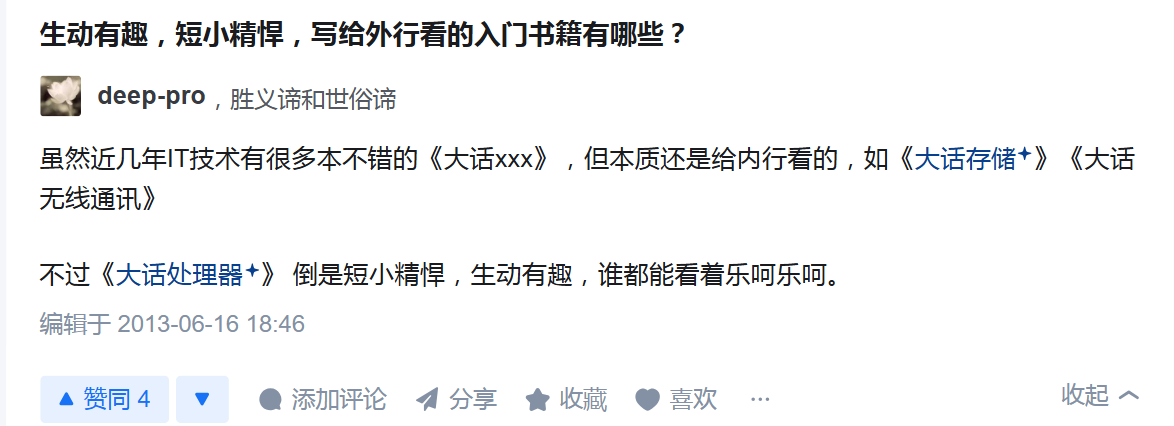 生动有趣，短小精悍，写给外行看的入门书籍有哪些？
deep-pro，胜义谛和世俗谛
虽然近几年IT技术有很多本不错的《大话xxx》，但本质还是给内行看的，如《大话存储》《大话
无线通讯》
不过《大话处理器》 倒是短小精悍，生动有趣，谁都能看着乐呵乐呵。
编辑于 2013-06-16 18:46
赞同 4 添加评论 分享 收藏 喜欢 ··· 收起